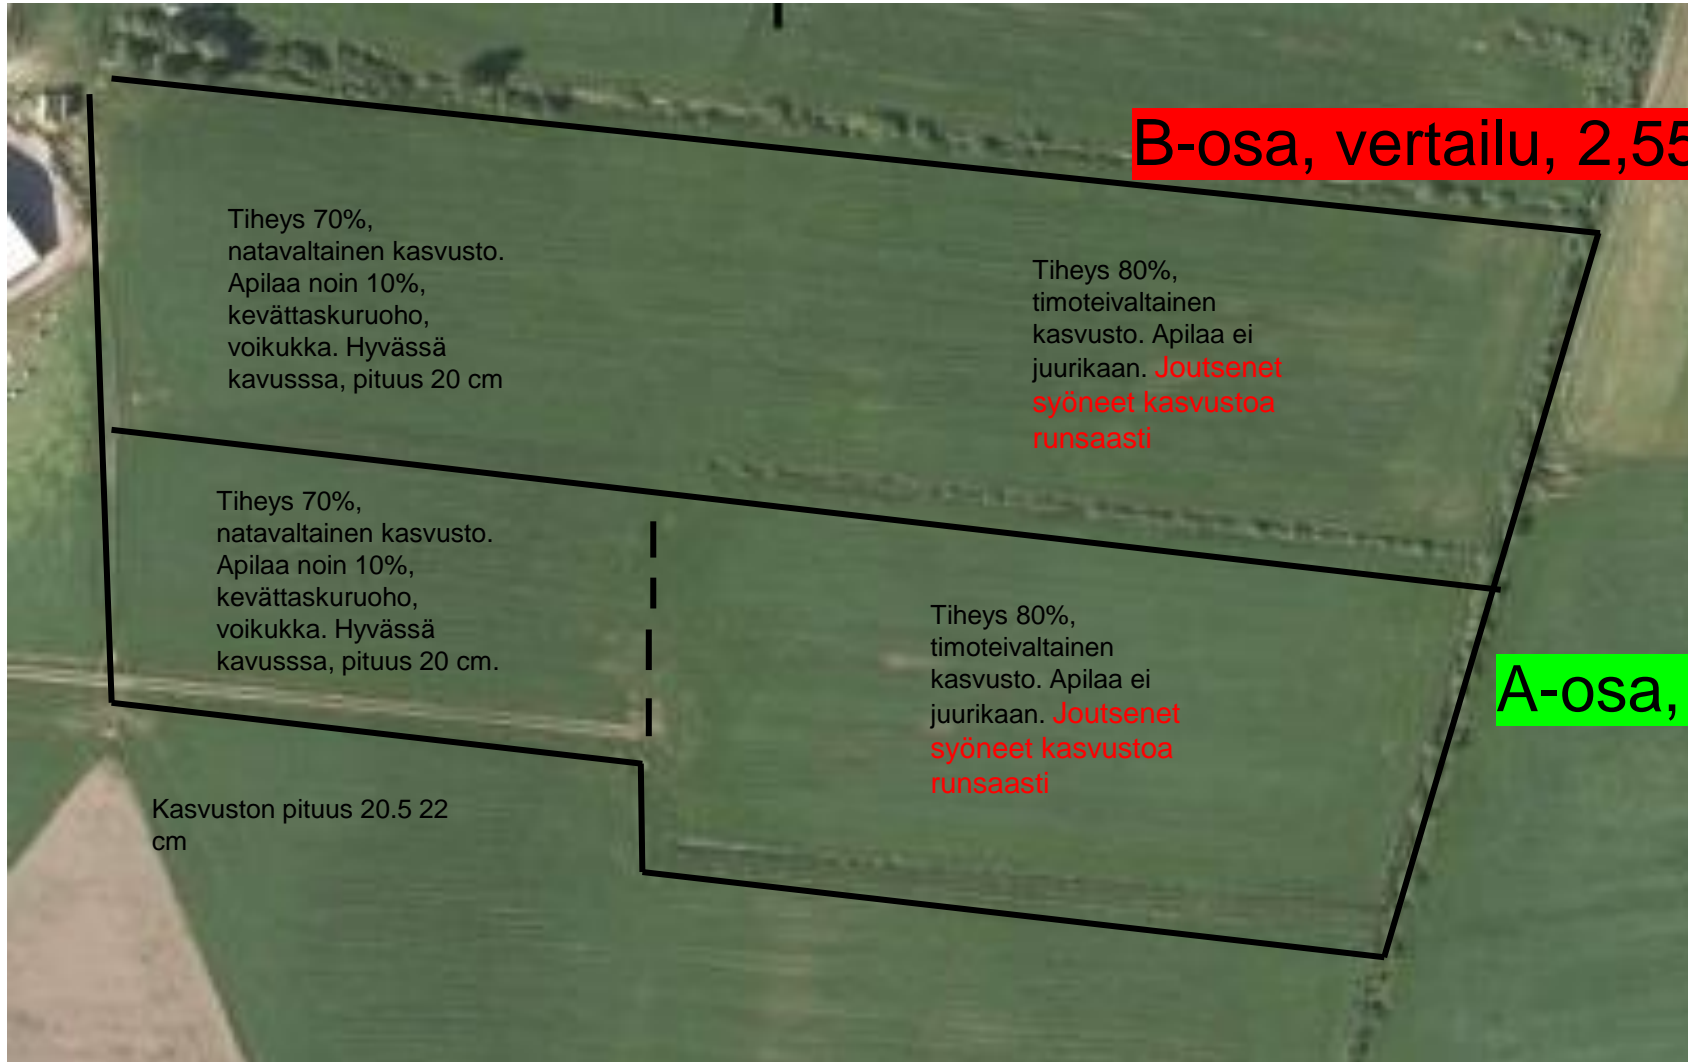 B-osa, vertailu, 2,55
Tiheys 70%,
natavaltainen kasvusto.
Apilaa noin 10%,
kevättaskuruoho,
voikukka. Hyvässä
kavusssa, pituus 20 cm
Tiheys 80%,
timoteivaltainen
kasvusto. Apilaa ei
juurikaan. Joutsenet
syöneet kasvustoa
runsaasti
Tiheys 70%,
natavaltainen kasvusto.
Apilaa noin 10%,
kevättaskuruoho,
voikukka. Hyvässä
kavusssa, pituus 20 cm.
Tiheys 80%,
timoteivaltainen
kasvusto. Apilaa ei
juurikaan. Joutsenet
syöneet kasvustoa
runsaasti
A-osa,
Kasvuston pituus 20.5 22
cm